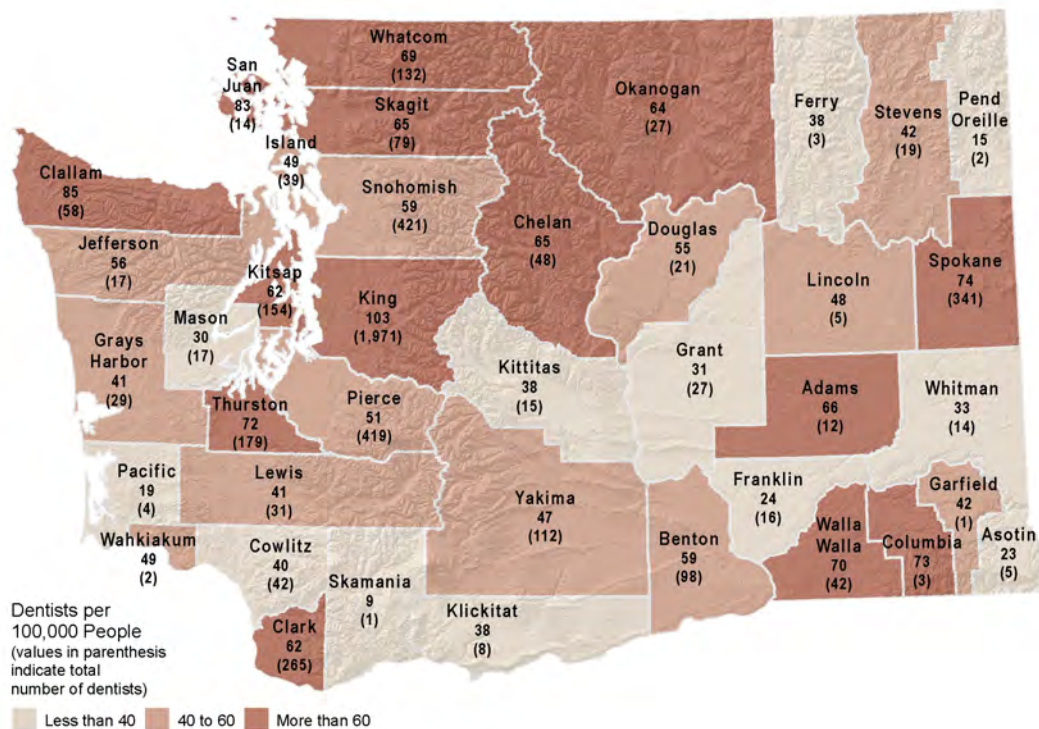 Whatcom
69
(132)
San
Juan
83
(14)
Skagit
65
(79)
Island
49
(39)
Okanogan
64
(27)
Ferry
38
(3)
Stevens
42
(19)
Pend
Oreille
15
(2)
Clallam
85
(58)
Snohomish
59
(421)
Chelan
65
(48)
Douglas
55
(21)
Jefferson
56
(17)
Kitsap
62
(154)
Lincoln
48
(5)
Spokane
74
(341)
Mason
30
(17)
King
103
(1,971)
Grays
Harbor
41
(29)
Kittitas
38
(15)
Grant
31
(27)
Adams
66
(12)
Whitman
33
(14)
Thurston
72
(179)
Pierce
51
(419)
Pacific
19
(4)
Lewis
41
(31)
Yakima
47
(112)
Franklin
24
(16)
Garfield
42
(1)
Wahkiakum
49
(2)
Cowlitz
40
(42)
Skamania
9
(1)
Benton
59
(98)
Walla
Walla
70
(42)
Columbia
73
(3)
Asotin
23
(5)
Clark
62
(265)
Klickitat
38
(8)
Dentists per
100,000 People
(values in parenthesis
indicate total
number of dentists)
Less than 40
40 to 60
More than 60